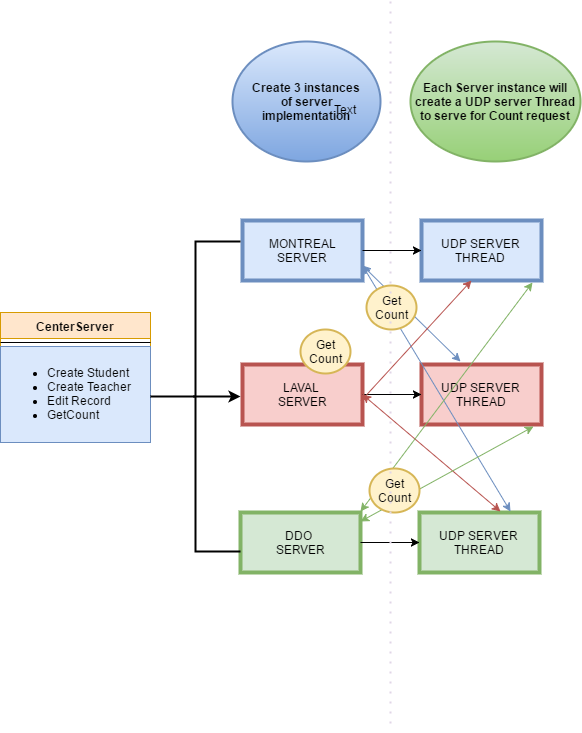 Create 3 instances
of server
implementation
Text
Each Server instance will
create a UDP server Thread
to serve for Count request
MONTREAL
SERVER
UDP SERVER
THREAD
Get
Count
CenterServer
Create Student
Create Teacher
Edit Record
GetCount
Get
Count
LAVAL
SERVER
UDP SERVER
THREAD
Get
Count
DDO
SERVER
UDP SERVER
THREAD